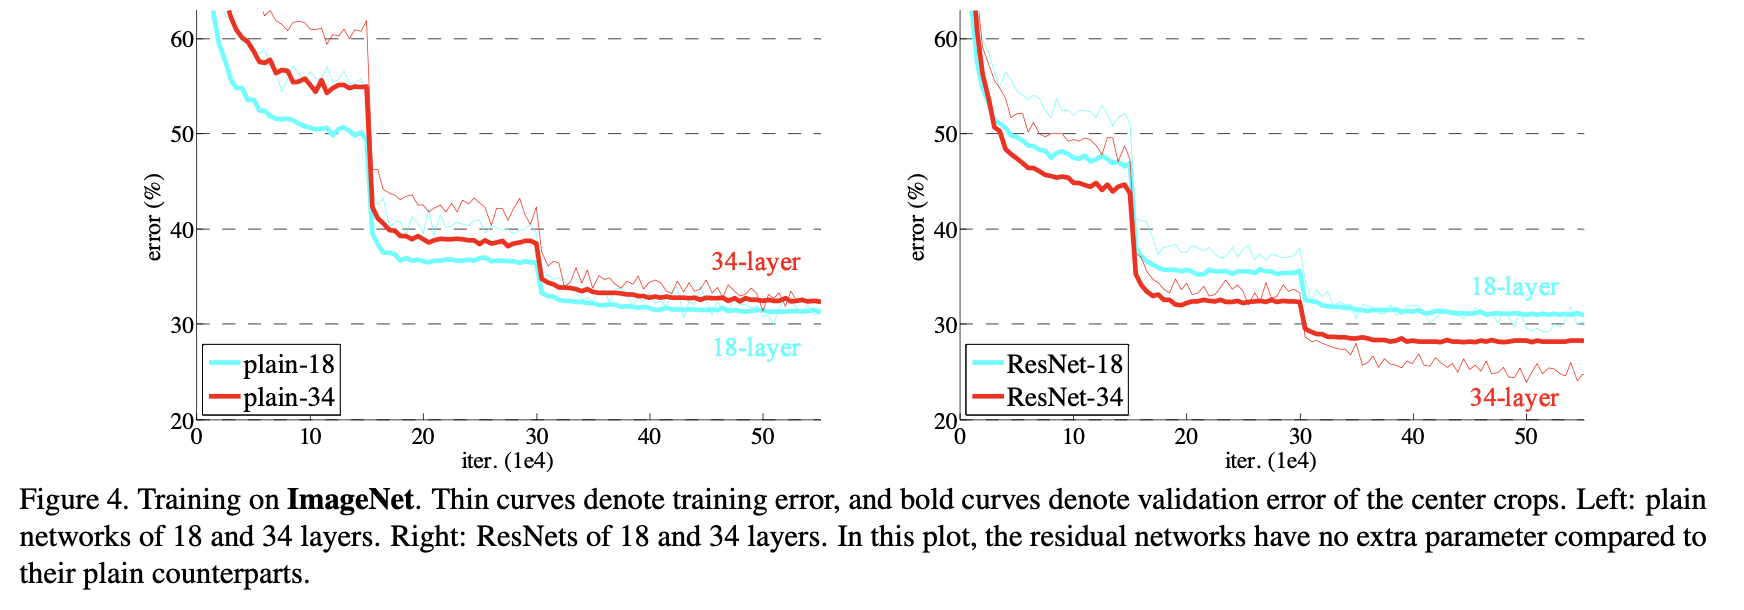 60
50
40
30
20
error (%)
34-layer
18-layer
plain-18
plain-34
0 10 20 30 40 50
iter. (1e4)
60
50
40
30
20
error (%)
18-layer
34-layer
ResNet-18
ResNet-34
0 10 20 30 40 50
iter. (1e4)
Figure 4. Training on ImageNet. Thin curves denote training error, and bold curves denote validation error of the center crops. Left: plain
networks of 18 and 34 layers. Right: ResNets of 18 and 34 layers. In this plot, the residual networks have no extra parameter compared to
their plain counterparts.